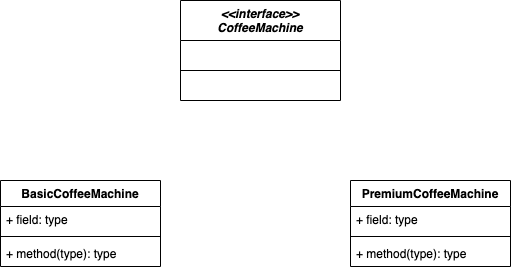 <<interface>>
CoffeeMachine
BasicCoffeeMachine
+ field: type
+ method(type): type
PremiumCoffeeMachine
+ field: type
+ method(type): type